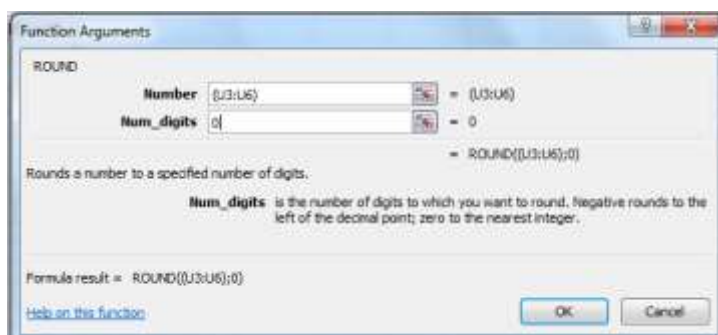 Function Arguments
ROUND
Number (U3:U6) = (U3:U6)
Num_digits 0 = 0
= ROUND((U3:U6);0)
Rounds a number to a specified number of digits.
Num_digits is the number of digits to which you want to round. Negative rounds to the
left of the decimal point; zero to the nearest integer.
Formula result = ROUND((U3:U6);0)
Help on this function
OK Cancel